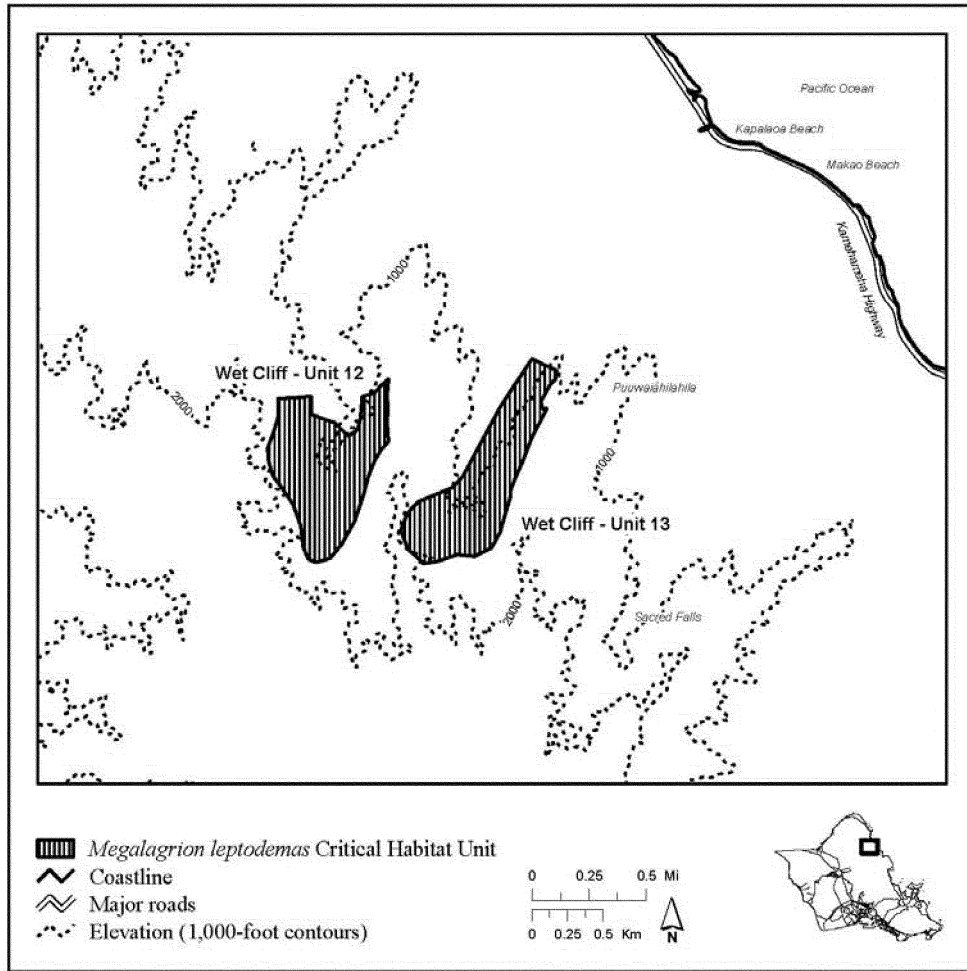 Pacific Ocean
Kapalaoa Beach
Makao Beach
Kamehameha Highway
1000
Wet Cliff - Unit 12
2000
Puuwaiahilahila
1000
Wet Cliff - Unit 13
2000
Sacred Falls
Megalagrion leptodemas Critical Habitat Unit
Coastline
Major roads
Elevation (1,000-foot contours)
0 0.25 0.5 Mi
0 0.25 0.5 Km
N